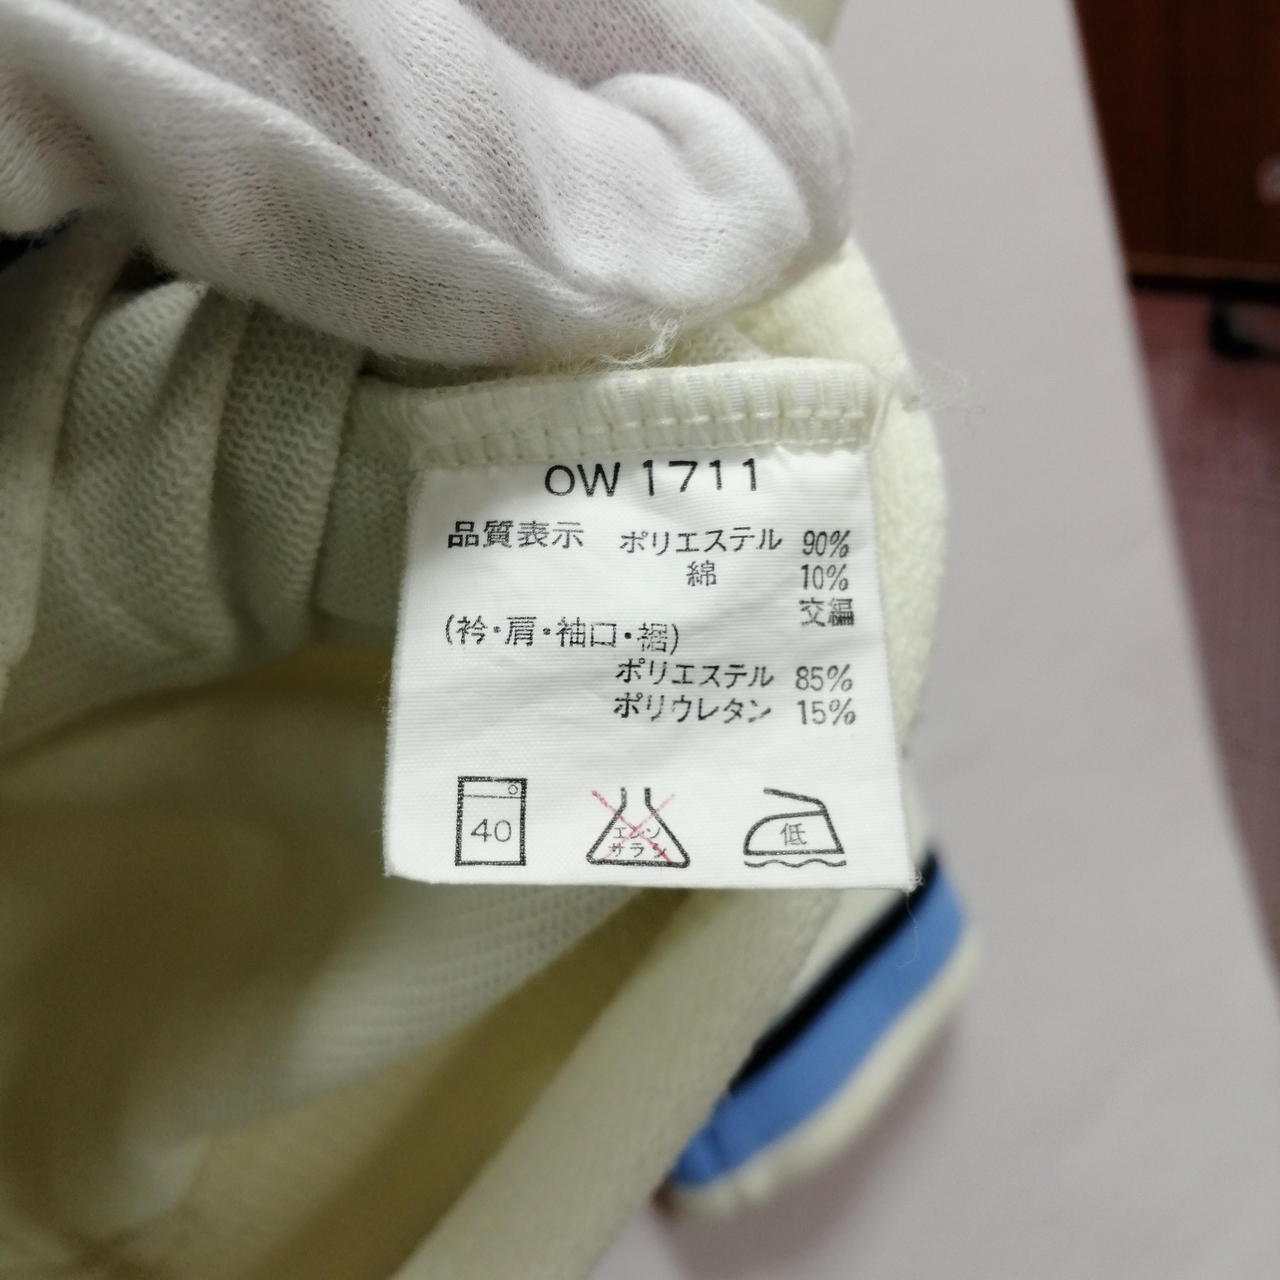 OW 1711
品質表示 ポリエステル 90%
綿 10%
交編
(衿・肩・袖口・裾)
ポリエステル 85%
ポリウレタン 15%
40
エンソ
サラシ
低